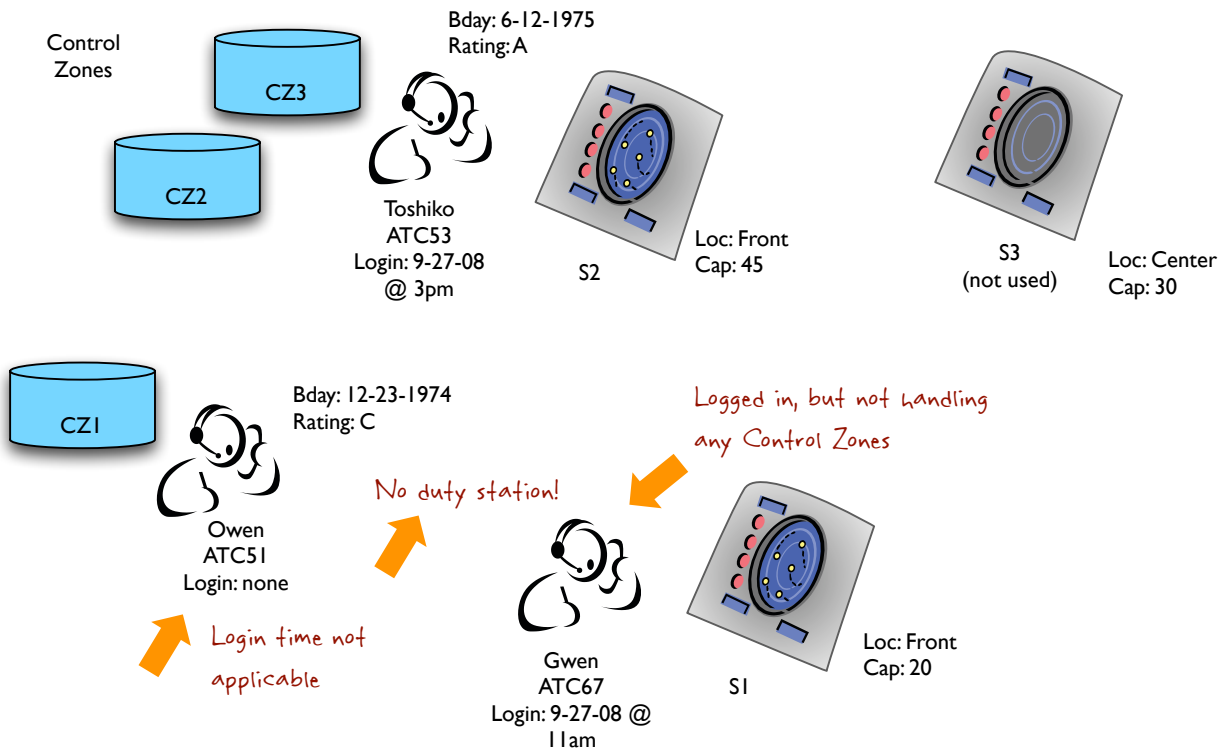 Control
Zones
CZ3
CZ2
Bday: 6-12-1975
Rating: A
Toshiko
ATC53
Login: 9-27-08
@ 3pm
S2
Loc: Front
Cap: 45
S3
(not used)
Loc: Center
Cap: 30
CZ1
Bday: 12-23-1974
Rating: C
Owen
ATC51
Login: none
No duty station!
Logged in, but not handling
any Control Zones
Login time not
applicable
Gwen
ATC67
Login: 9-27-08 @
11am
S1
Loc: Front
Cap: 20